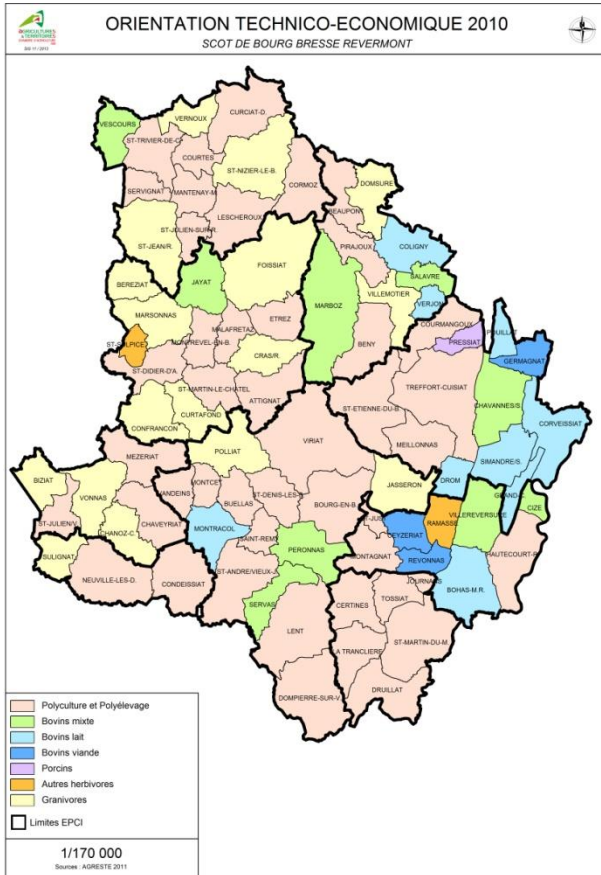 AGRICULTURES
& TERRITOIRES
ORIENTATION TECHNICO-ECONOMIQUE 2010
SCOT DE BOURG BRESSE REVERMONT
VESCOURS
VERNOUX
CURCIAT-D.
ST-TRIVIER-DE-C.
COURTES
ST-NIZIER-LE-B.
CORMOZ
DOMSURE
SERVIGNAT
MANTENAY-M.
LESCHEROUX
BEAUPONT
ST-JULIEN-SUR-R.
ST-JEAN/R.
PIRAJOUX
COLIGNY
FOISSIAT
BEREZIAT
JAYAT
SALAVRE
MARBOZ
VILLEMOTIER
VERJON
MARSONNAS
MALAFRETAZ
ETREZ
COURMANGOUX
POUILLAT
ST-SULPICE
MONTREVEL-EN-B.
CRAS/R.
BENY
PRESSIAT
GERMAGNAT
ST-DIDIER-D'A.
ST-MARTIN-LE-CHATEL
ATTIGNAT
TREFFORT-CUISIAT
CHAVANNES/S.
ST-ETIENNE-DU-B.
CORVEISSIAT
CURTAFOND
CONFRANCON
VIRIAT
MEILLONNAS
SIMANDRE/S.
MEZERIAT
POLLIAT
BIZIAT
JASSERON
DROM
VONNAS
VANDEINS
MONTCET
ST-DENIS-LES-B.
BUELLAS
BOURG-EN-B.
GRAND-C.
CIZE
ST-JULIEN/V.
CHANOZ-C.
CHAVEYRIAT
MONTRACOL
SAINT-REMY
ST-JUST
CEYZERIAT
RAMASSE
VILLEREVERSURE
PERONNAS
SULIGNAT
MONTAGNAT
REVONNAS
HAUTECOURT-R.
NEUVILLE-LES-D.
CONDEISSIAT
ST-ANDRE/VIEUX-J.
JOURNANS
BOHAS-M.R.
SERVAS
CERTINES
TOSSIAT
LENT
LA TRANCLIERE
ST-MARTIN-DU-M.
DOMPIERRE-SUR-V.
DRUILLAT
Polyculture et Polyélevage
Bovins mixte
Bovins lait
Bovins viande
Porcins
Autres herbivores
Granivores
Limites EPCI
1/170 000
Sources : AGRESTE 2011